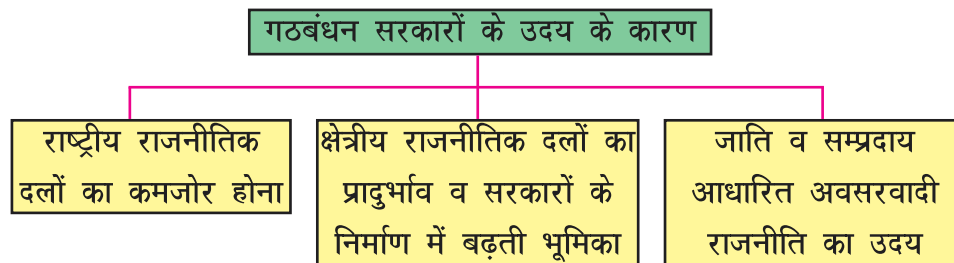 गठबंधन सरकारों के उदय के कारण
राष्ट्रीय राजनीतिक
दलों का कमजोर होना
क्षेत्रीय राजनीतिक दलों का
प्रादुर्भाव व सरकारों के
निर्माण में बढ़ती भूमिका
जाति व सम्प्रदाय
आधारित अवसरवादी
राजनीति का उदय